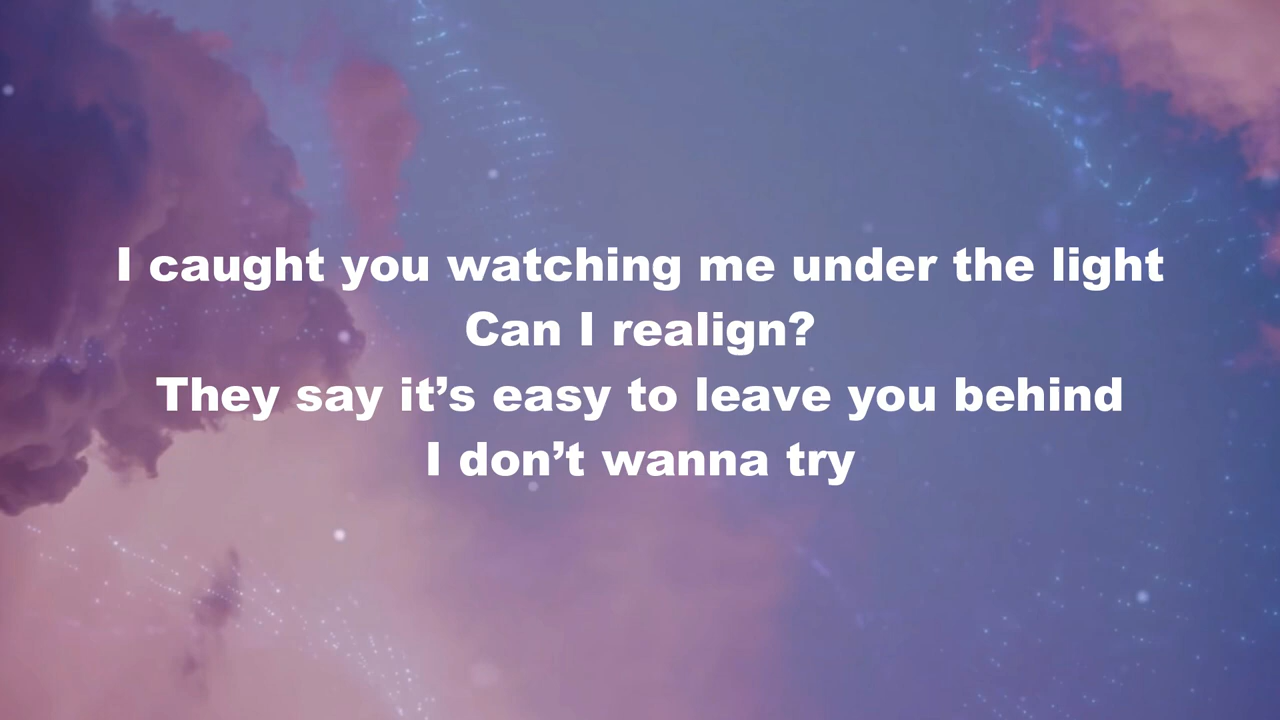 I caught you watching me under the light
Can I realign?
They say it’s easy to leave you behind
I don’t wanna try